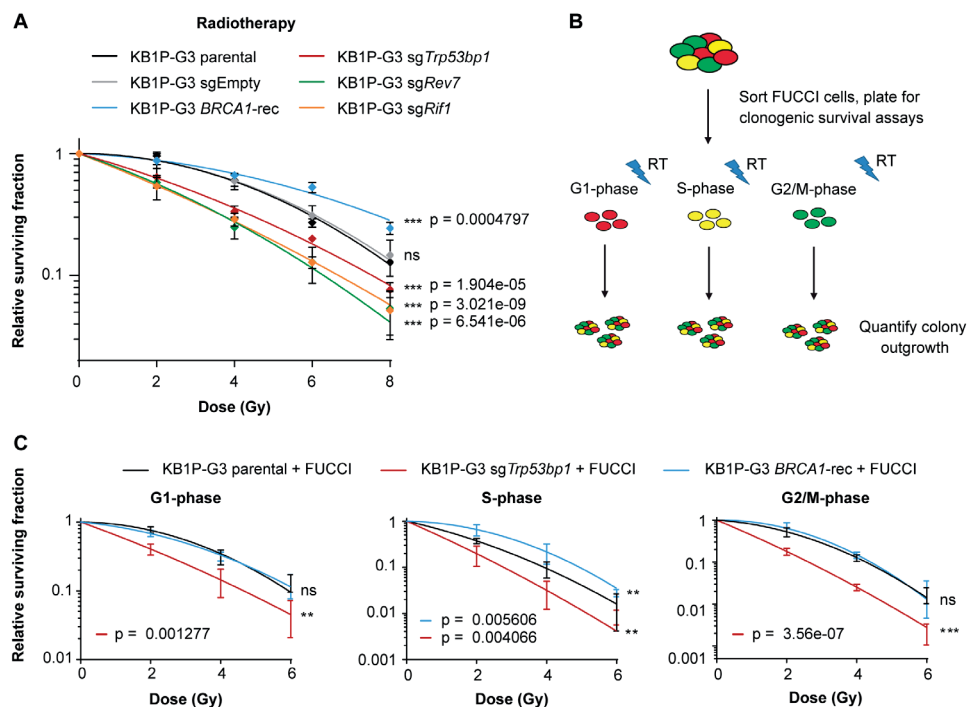 A
Radiotherapy
KB1P-G3 parental
KB1P-G3 sgTrp53bp1
KB1P-G3 sgEmpty
KB1P-G3 sgRev7
KB1P-G3 BRCA1-rec
KB1P-G3 sgRif1
Relative surviving fraction
1
0.1
*** p = 0.0004797
ns
*** p = 1.904e-05
*** p = 3.021e-09
*** p = 6.541e-06
0 2 4 6 8
Dose (Gy)
B
Sort FUCCI cells, plate for
clonogenic survival assays
RT RT RT
G1-phase S-phase G2/M-phase
Quantify colony
outgrowth
C
KB1P-G3 parental + FUCCI KB1P-G3 sgTrp53bp1 + FUCCI KB1P-G3 BRCA1-rec + FUCCI
Relative surviving fraction
G1-phase
1
0.1
0.01
ns
**
p = 0.001277
0 2 4 6
Dose (Gy)
S-phase
1
0.1
0.01
0.001
**
**
p = 0.005606
p = 0.004066
0 2 4 6
Dose (Gy)
G2/M-phase
1
0.1
0.01
0.001
ns
***
p = 3.56e-07
0 2 4 6
Dose (Gy)